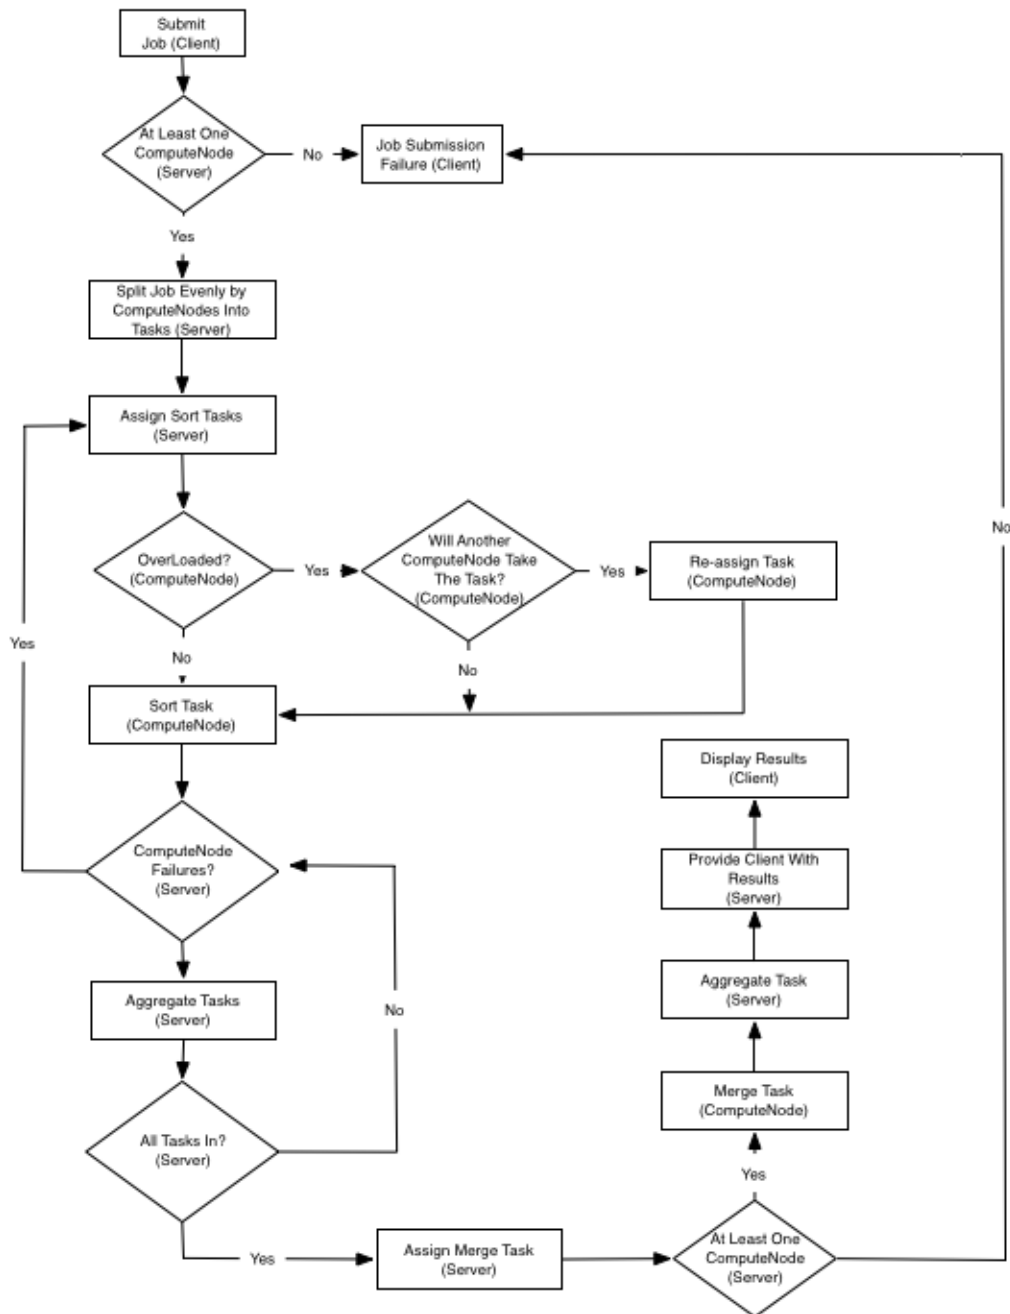 Submit
Job (Client)
At Least One
ComputeNode
(Server)
No
Job Submission
Failure (Client)
Yes
Split Job Evenly by
ComputeNodes Into
Tasks (Server)
Assign Sort Tasks
(Server)
No
OverLoaded?
(ComputeNode)
Yes
Will Another
ComputeNode Take
The Task?
(ComputeNode)
Yes
Re-assign Task
(ComputeNode)
Yes
No
No
Sort Task
(ComputeNode)
Display Results
(Client)
ComputeNode
Failures?
(Server)
Provide Client With
Results
(Server)
Aggregate Tasks
(Server)
No
Aggregate Task
(Server)
Merge Task
(ComputeNode)
All Tasks In?
(Server)
Yes
Yes
Assign Merge Task
(Server)
At Least One
ComputeNode
(Server)